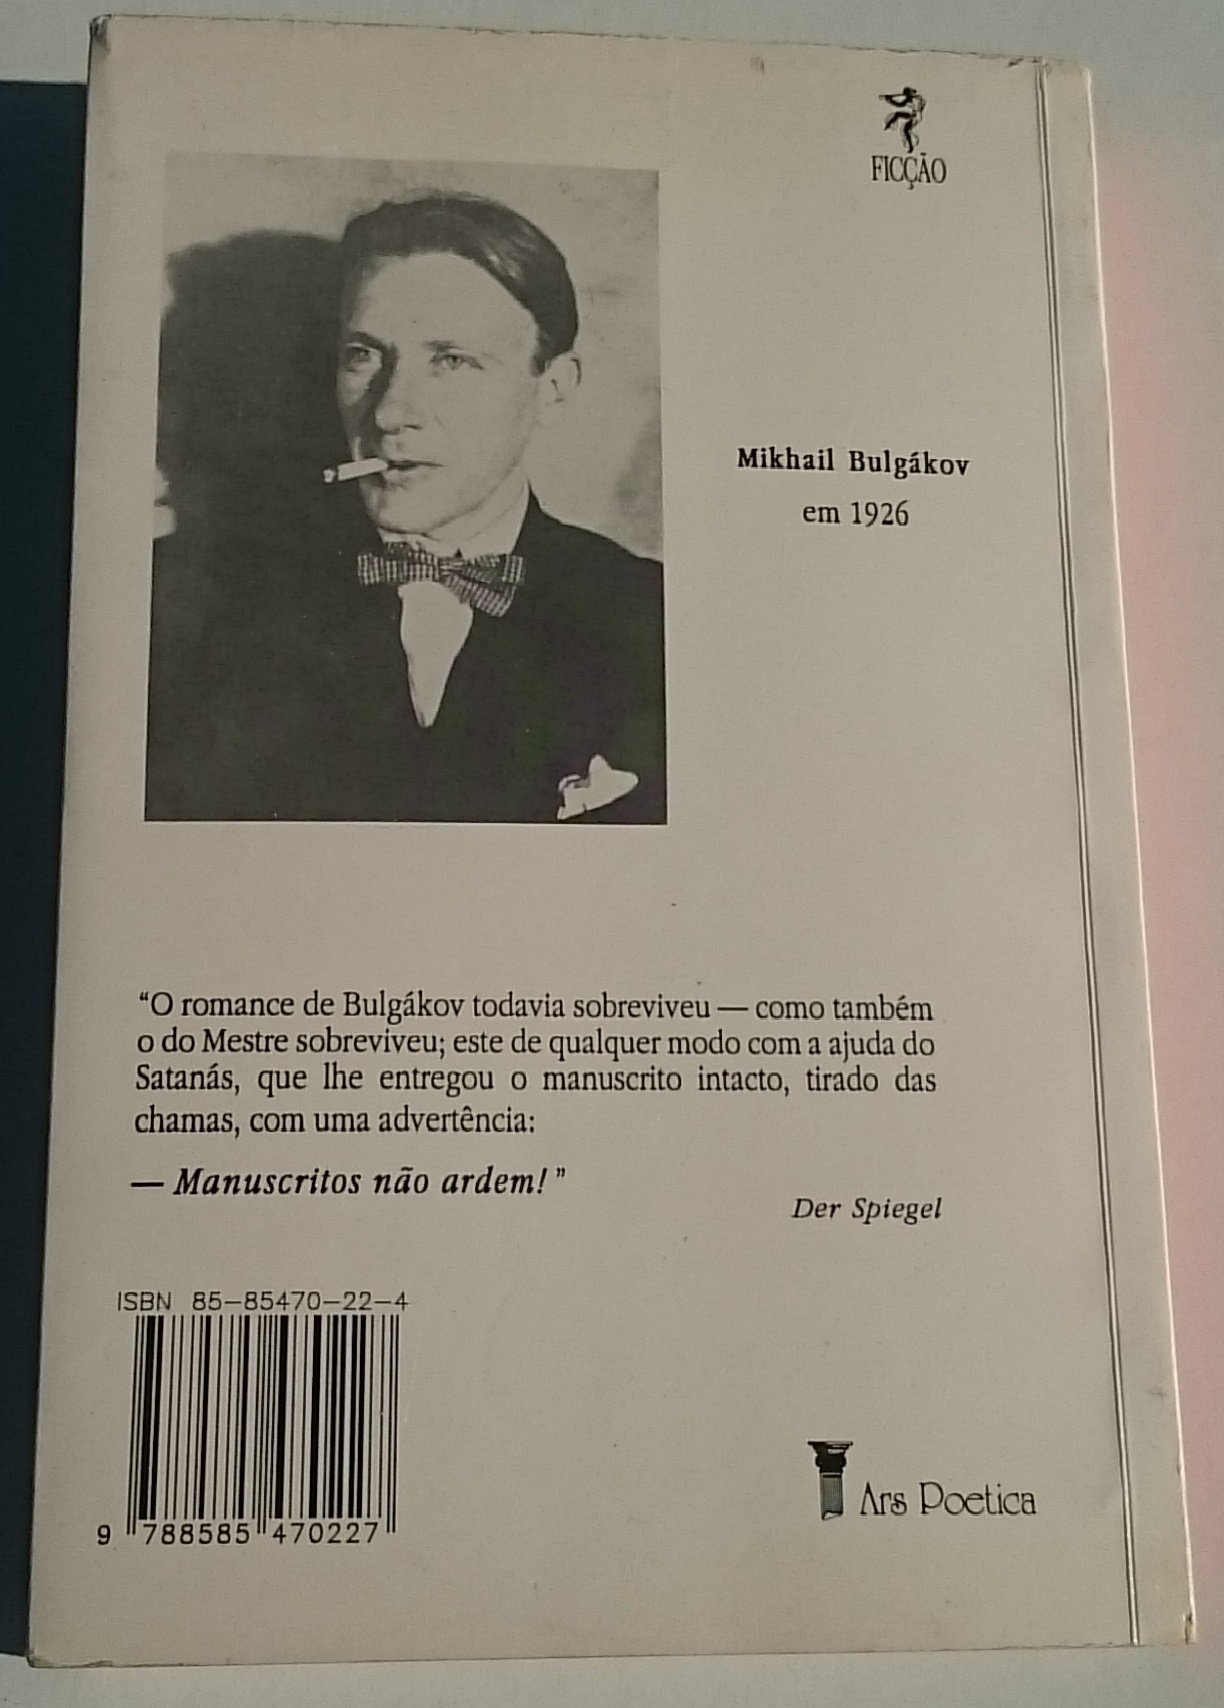 FICÇÃO
Mikhail Bulgákov
em 1926
“O romance de Bulgákov todavia sobreviveu — como também
o do Mestre sobreviveu; este de qualquer modo com a ajuda do
Satanás, que lhe entregou o manuscrito intacto, tirado das
chamas, com uma advertência:
— Manuscritos não ardem!”
Der Spiegel
ISBN 85-85470-22-4
9 788585 470227
Ars Poetica